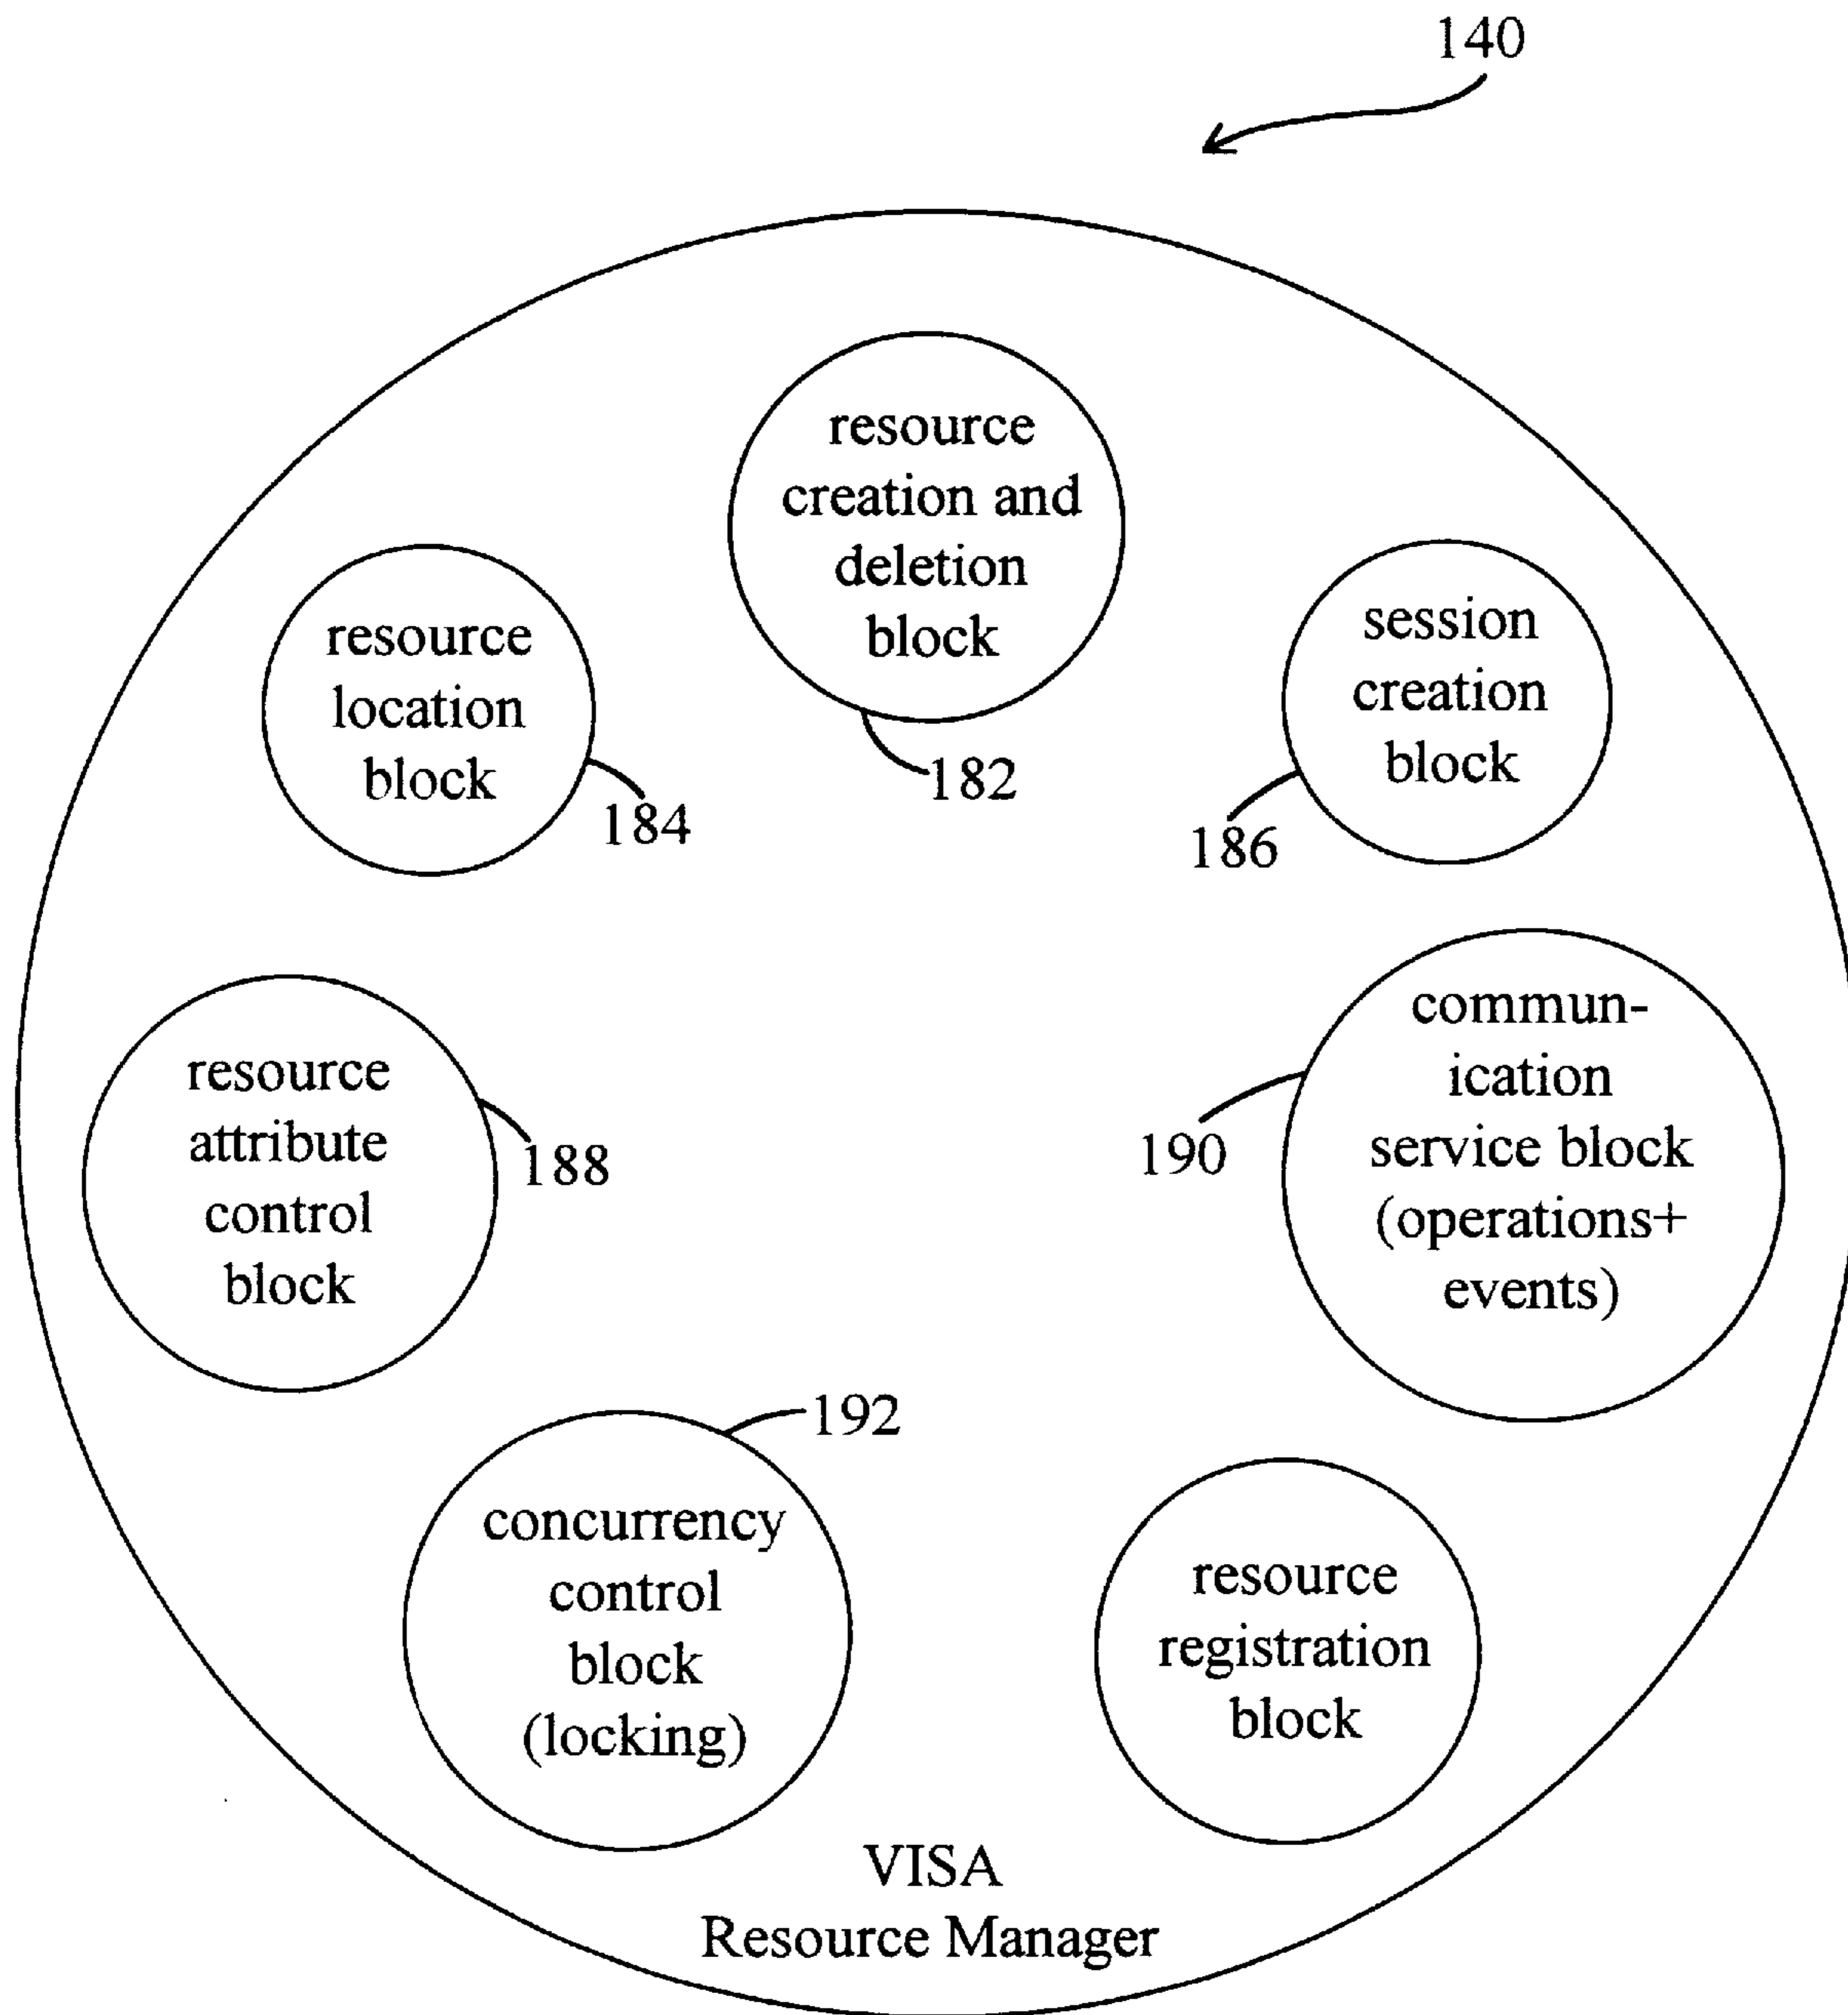 140
resource
creation and
deletion
block
182
resource
location
block
184
session
creation
block
186
resource
attribute
control
block
188
commun-
ication
service block
(operations+
events)
190
192
concurrency
control
block
(locking)
resource
registration
block
VISA
Resource Manager